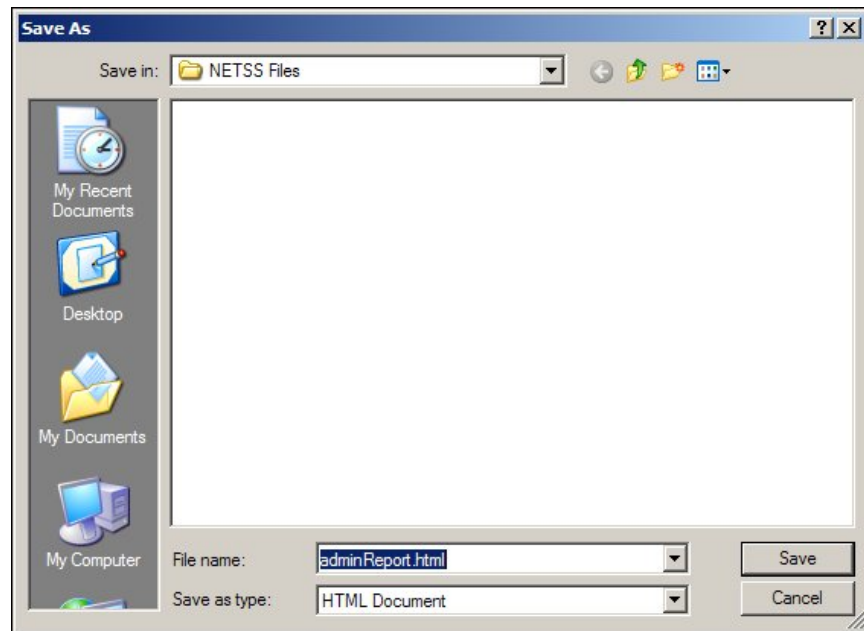 Save As
Save in:
NETSS Files
My Recent
Documents
Desktop
My Documents
My Computer
File name:
adminReport.html
Save
Save as type:
HTML Document
Cancel